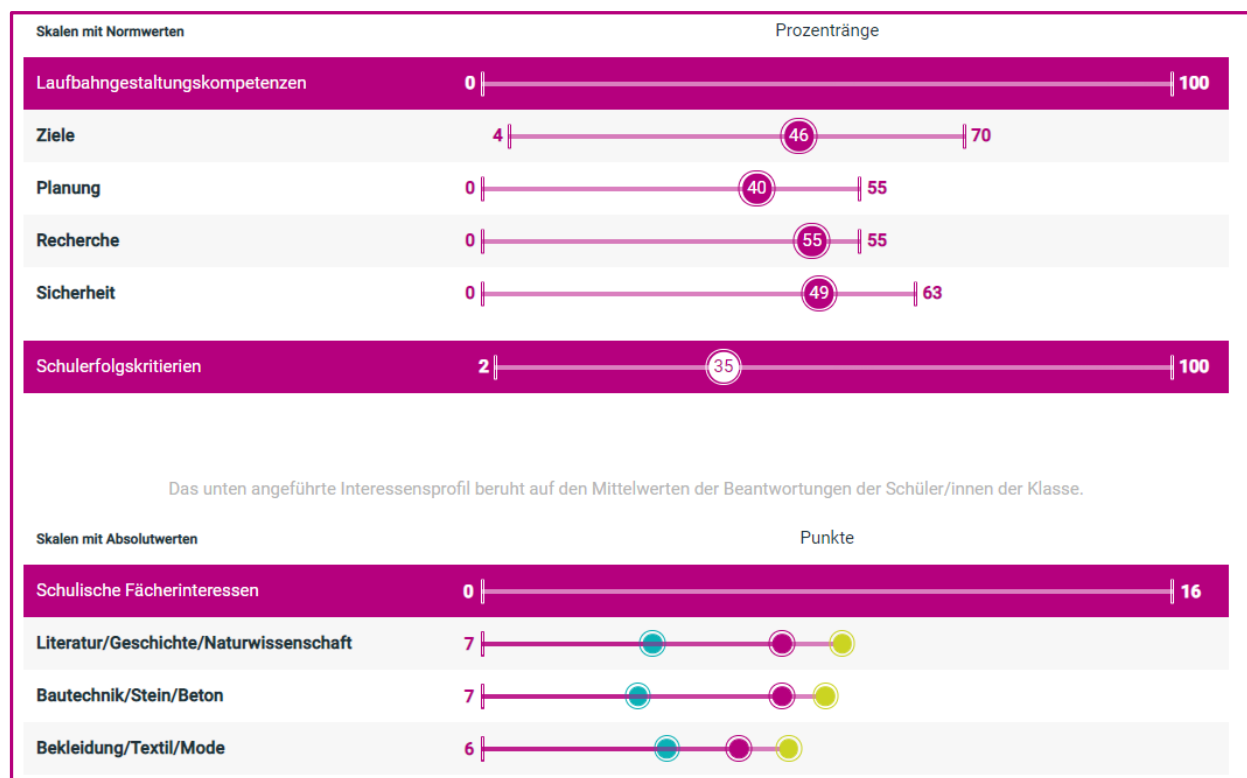 Skalen mit Normwerten Prozentränge
Laufbahngestaltungskompetenzen 0 100
Ziele 4 46 70
Planung 0 40 55
Recherche 0 55 55
Sicherheit 0 49 63
Schulerfolgskritierien 2 35 100
Das unten angeführte Interessensprofil beruht auf den Mittelwerten der Beantwortungen der Schüler/innen der Klasse.
Skalen mit Absolutwerten Punkte
Schulische Fächerinteressen 0 16
Literatur/Geschichte/Naturwissenschaft 7
Bautechnik/Stein/Beton 7
Bekleidung/Textil/Mode 6